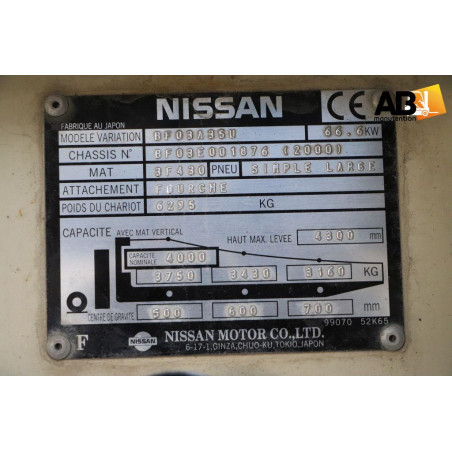 NISSAN CE
AB
manutention
FABRIQUE AU JAPON
MODELE VARIATION BF03A35U 66,6KW
CHASSIS N° BF03E001876 (2000)
MAT 3F430 PNEU SIMPLE LARGE
ATTACHEMENT FOURCHE
POIDS DU CHARIOT 6295 KG
CAPACITE AVEC MAT VERTICAL HAUT MAX. LEVEE 4300 mm
CAPACITE NOMINALE 4000
3750 3430 3160 KG
CENTRE DE GRAVITE 500 600 700 mm
99070 52K65
F NISSAN NISSAN MOTOR CO.,LTD.
6-17-1,GINZA,CHUO-KU,TOKIO,JAPON